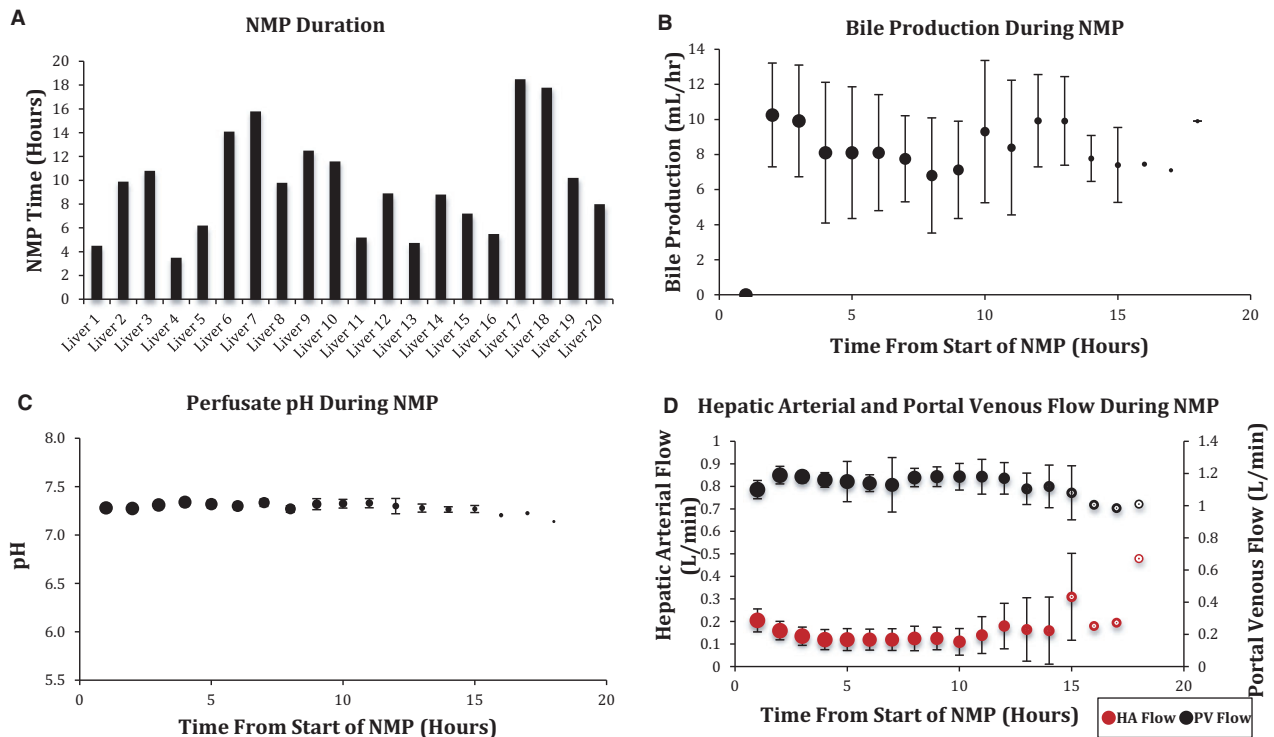 A
NMP Duration
NMP Time (Hours)
20
18
16
14
12
10
8
6
4
2
0
Liver 1
Liver 2
Liver 3
Liver 4
Liver 5
Liver 6
Liver 7
Liver 8
Liver 9
Liver 10
Liver 11
Liver 12
Liver 13
Liver 14
Liver 15
Liver 16
Liver 17
Liver 18
Liver 19
Liver 20
B
Bile Production During NMP
Bile Production (mL/hr)
14
12
10
8
6
4
2
0
0
5
10
15
20
Time From Start of NMP (Hours)
C
Perfusate pH During NMP
pH
8.0
7.5
7.0
6.5
6.0
5.5
0
5
10
15
20
Time From Start of NMP (Hours)
D
Hepatic Arterial and Portal Venous Flow During NMP
Hepatic Arterial Flow
(L/min)
1
0.9
0.8
0.7
0.6
0.5
0.4
0.3
0.2
0.1
0
1.4
1.2
1
0.8
0.6
0.4
0.2
0
Portal Venous Flow (L/min)
0
5
10
15
20
Time From Start of NMP (Hours)
HA Flow
PV Flow